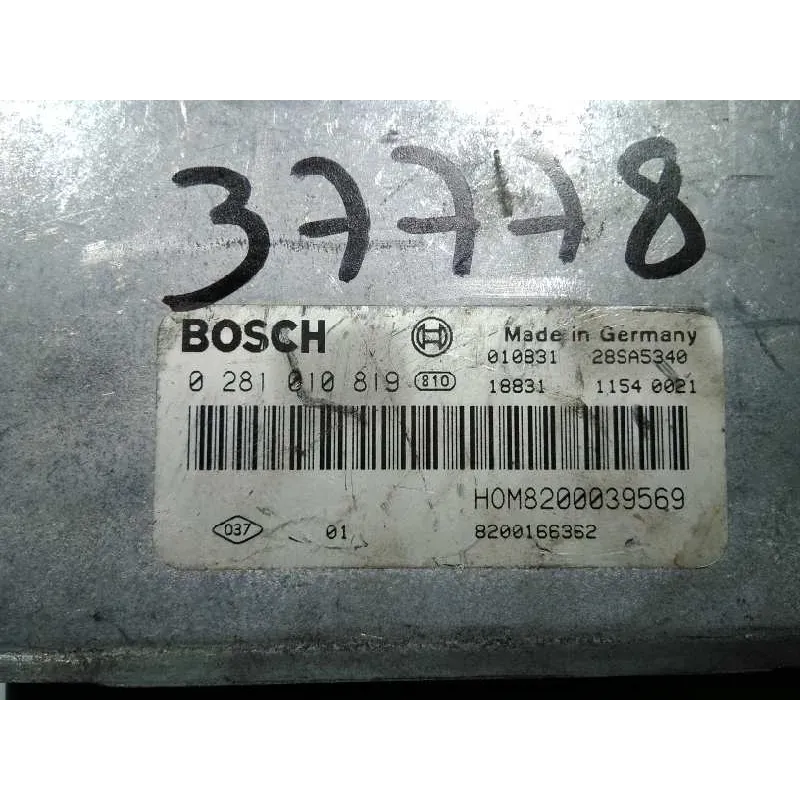 37778
BOSCH Made in Germany
010831 28SA5340
0 281 010 819 810 18831 1154 0021
HOM8200039569
037 01 8200166362